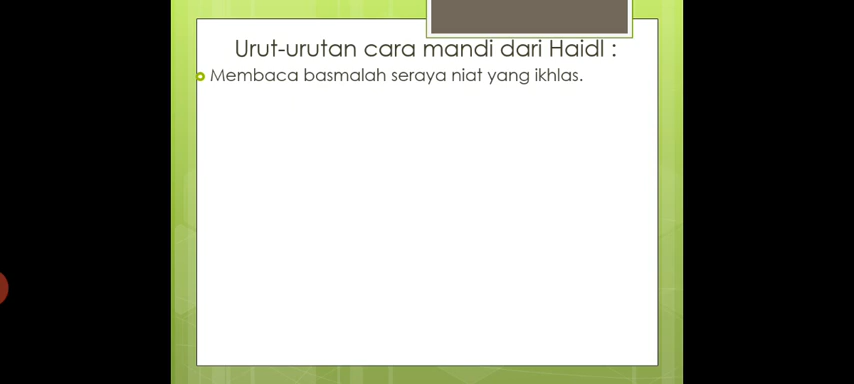 Urut-urutan cara mandi dari Haidl :
Membaca basmalah seraya niat yang ikhlas.